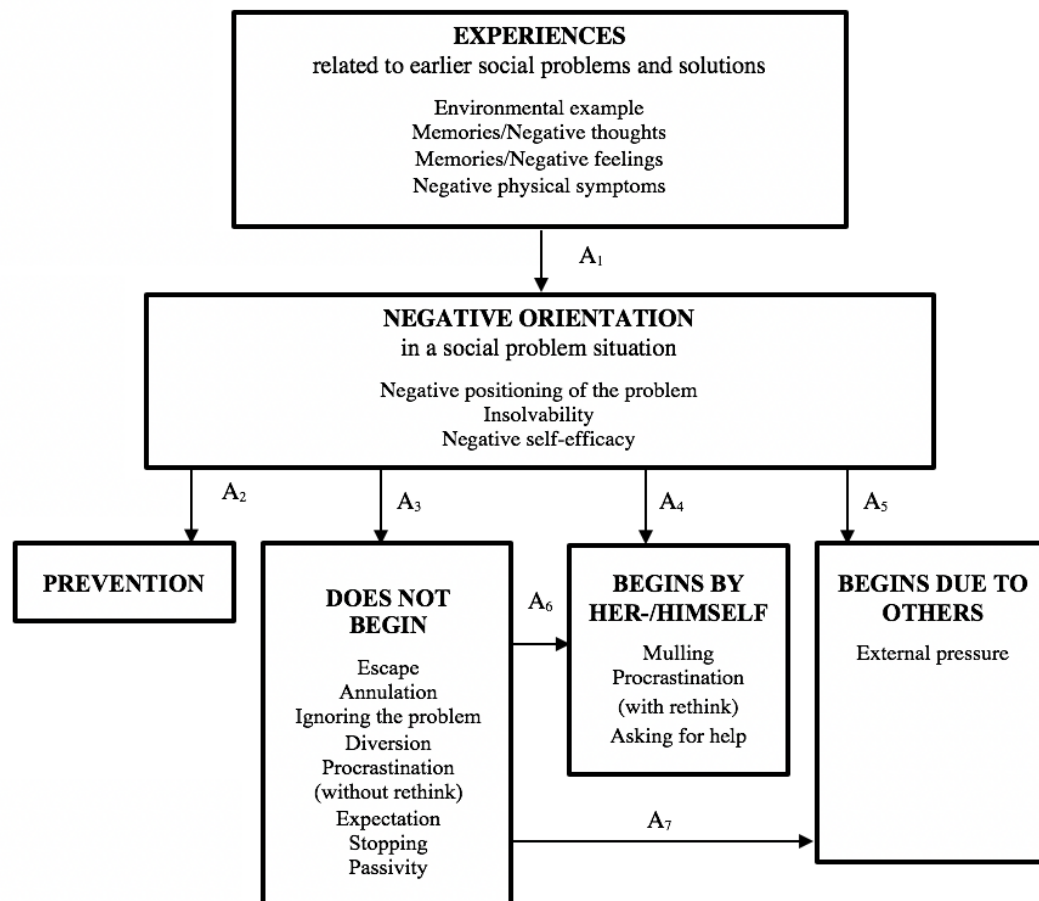 EXPERIENCES
related to earlier social problems and solutions
Environmental example
Memories/Negative thoughts
Memories/Negative feelings
Negative physical symptoms
A₁
NEGATIVE ORIENTATION
in a social problem situation
Negative positioning of the problem
Insolvability
Negative self-efficacy
A₂
A₃
A₄
A₅
PREVENTION
DOES NOT
BEGIN
Escape
Annulation
Ignoring the problem
Diversion
Procrastination
(without rethink)
Expectation
Stopping
Passivity
A₆
BEGINS BY
HER-/HIMSELF
Mulling
Procrastination
(with rethink)
Asking for help
BEGINS DUE TO
OTHERS
External pressure
A₇